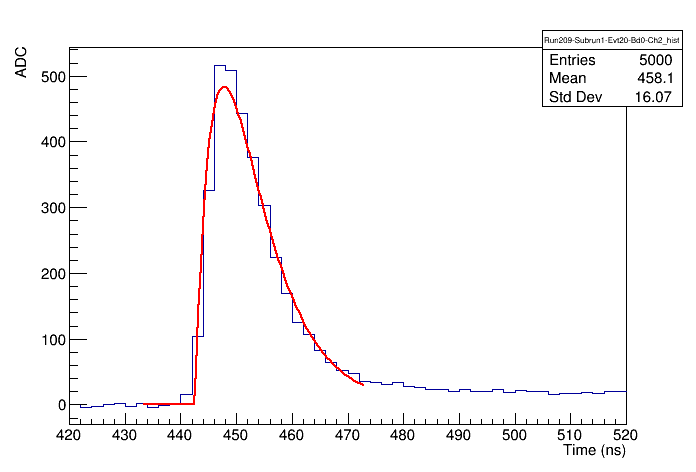 Run209-Subrun1-Evt20-Bd0-Ch2_hist
Entries 5000
Mean 458.1
Std Dev 16.07
ADC
500
400
300
200
100
0
420 430 440 450 460 470 480 490 500 510 520
Time (ns)